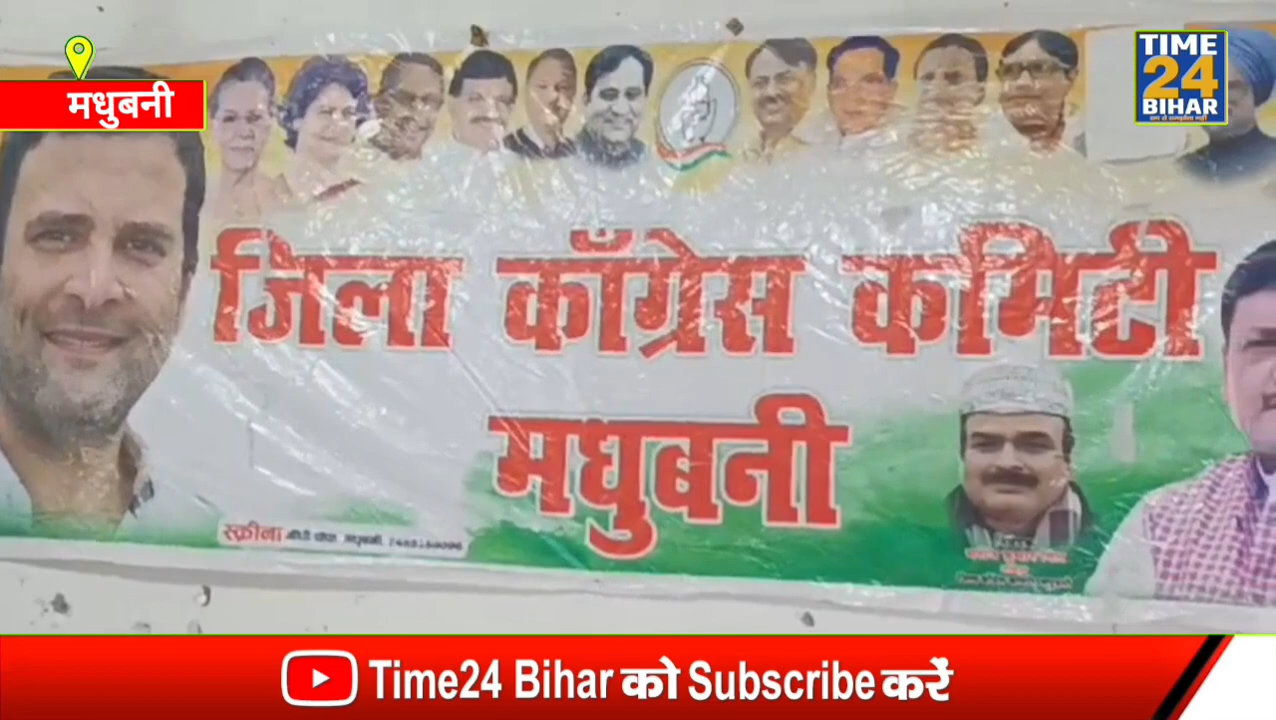 मधुबनी
TIME
24
BIHAR
जिला काँग्रेस कमिटी
मधुबनी
स्क्रीना
Time24 Bihar को Subscribe करें